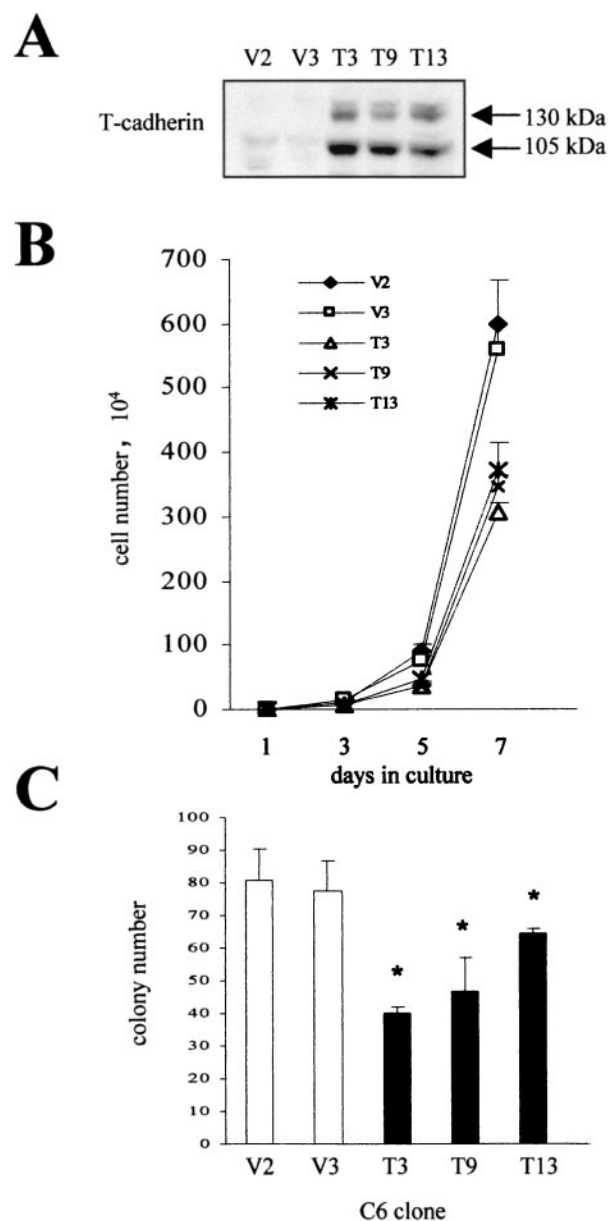 A
V2 V3 T3 T9 T13
T-cadherin
130 kDa
105 kDa
B
700
600
500
400
300
200
100
0
cell number, 10⁴
V2
V3
T3
T9
T13
1 3 5 7
days in culture
C
100
90
80
70
60
50
40
30
20
10
0
colony number
* * *
V2 V3 T3 T9 T13
C6 clone